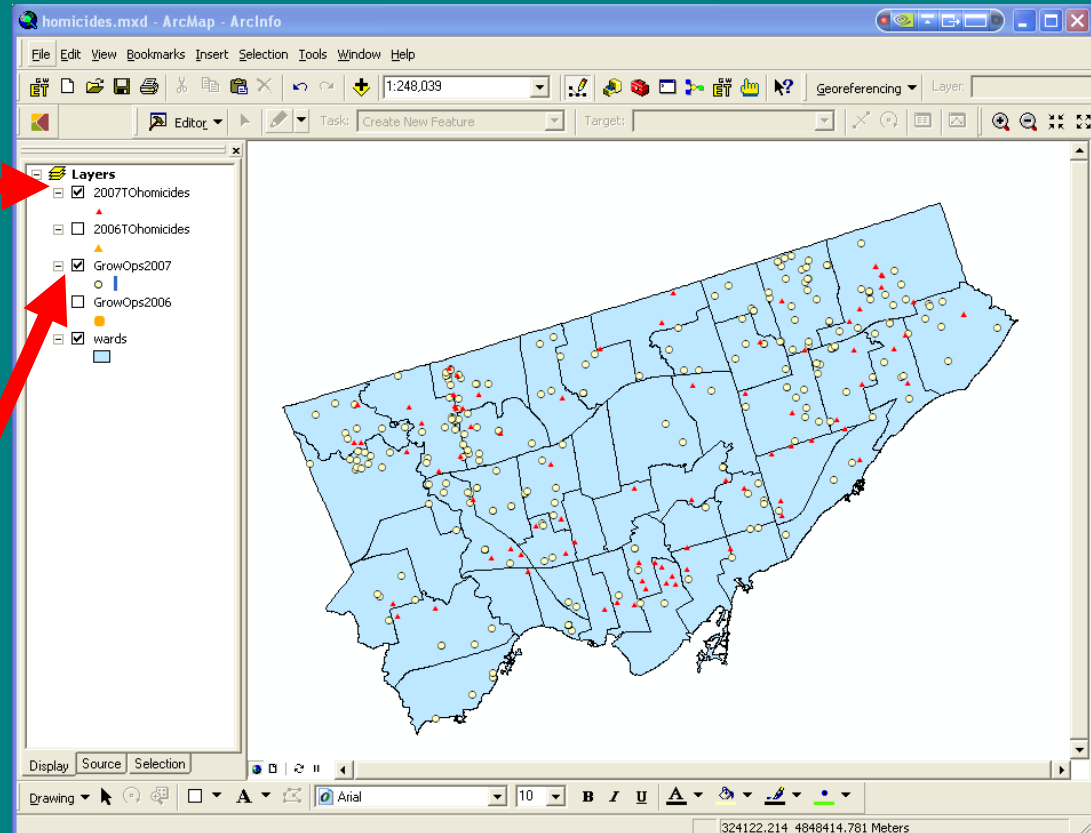 homicides.mxd - ArcMap - ArcInfo
File Edit View Bookmarks Insert Selection Tools Window Help
1:248,039 Georeferencing Layer:
Editor Task: Create New Feature Target:
Layers
2007TOhomicides
2006TOhomicides
GrowOps2007
GrowOps2006
wards
Display Source Selection
Drawing A Arial 10 B I U A
324122.214 4848414.781 Meters